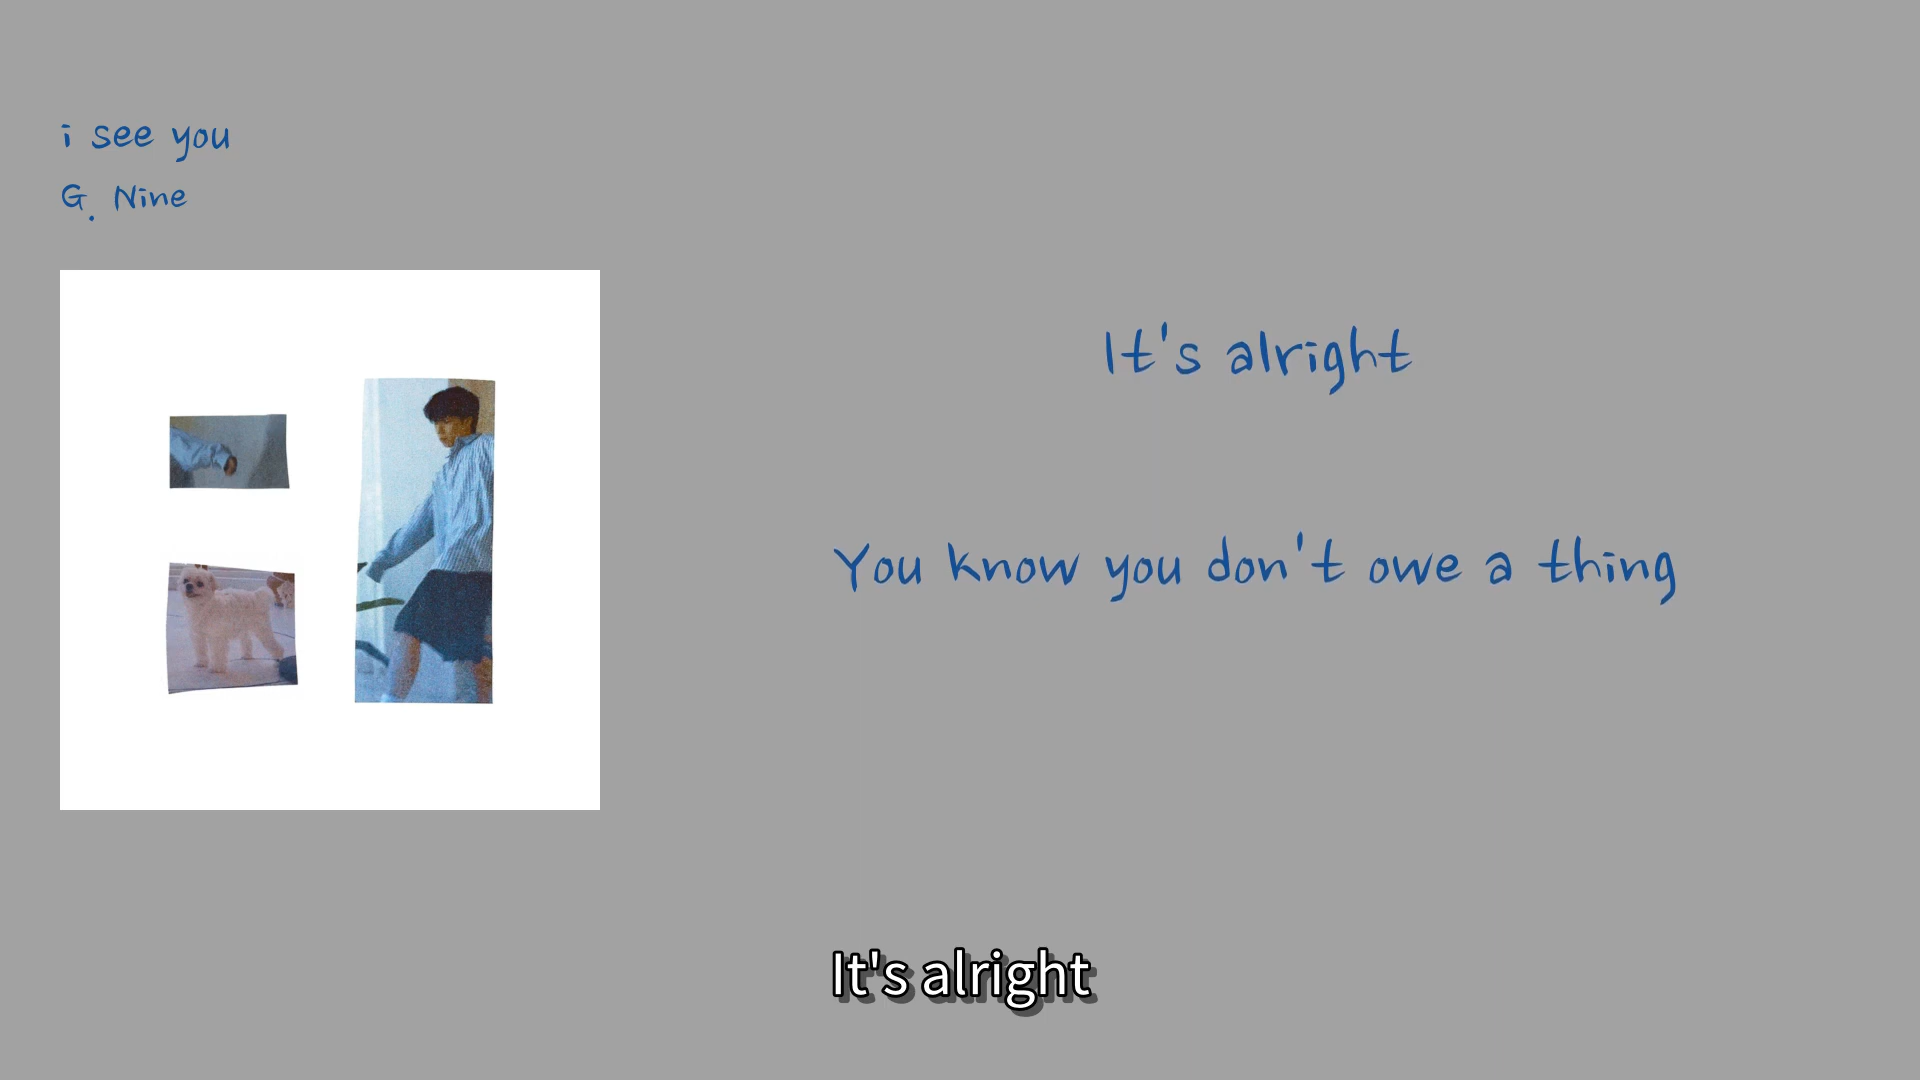 i see you
G. Nine
It's alright
You know you don't owe a thing
It's alright